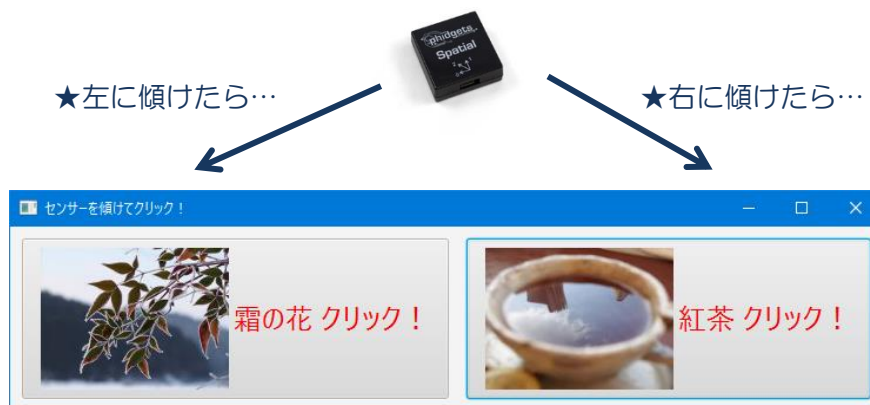 phidgets
Spatial
★左に傾けたら…
★右に傾けたら…
センサーを傾けてクリック！
霜の花 クリック！
紅茶 クリック！